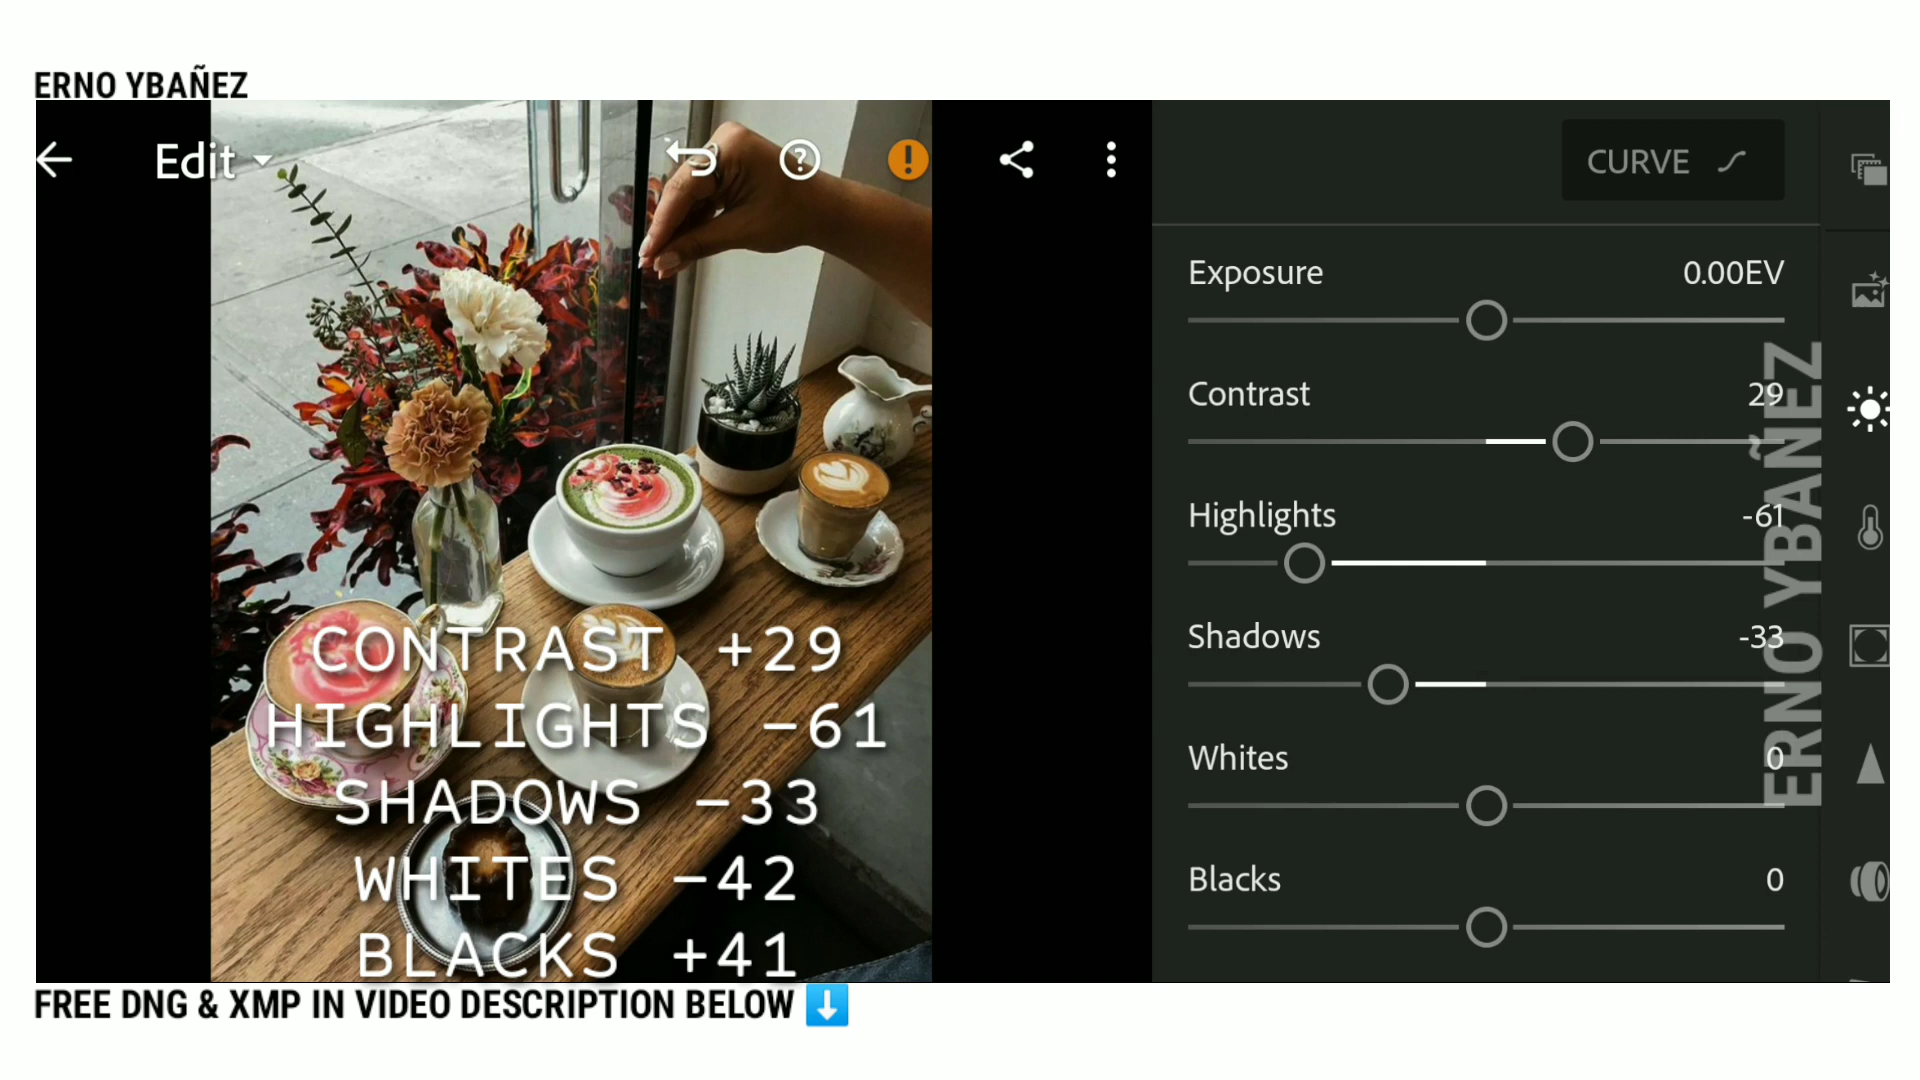 ERNO YBAÑEZ
Edit
CURVE
Exposure 0.00EV
Contrast 29
Highlights -61
Shadows -33
Whites 0
Blacks 0
ERNO YBAÑEZ
CONTRAST +29
HIGHLIGHTS -61
SHADOWS -33
WHITES -42
BLACKS +41
FREE DNG & XMP IN VIDEO DESCRIPTION BELOW ⬇️